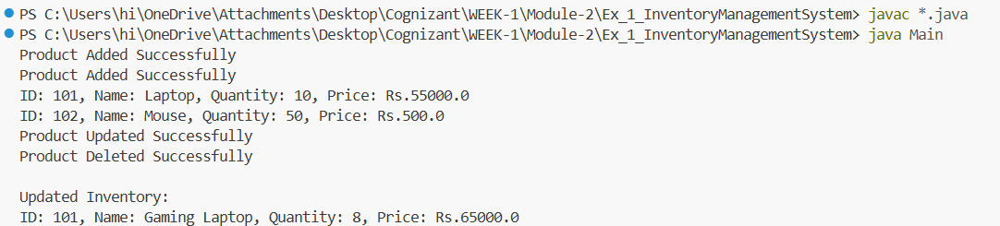 PS C:\Users\hi\OneDrive\Attachments\Desktop\Cognizant\WEEK-1\Module-2\Ex_1_InventoryManagementSystem> javac *.java
PS C:\Users\hi\OneDrive\Attachments\Desktop\Cognizant\WEEK-1\Module-2\Ex_1_InventoryManagementSystem> java Main
Product Added Successfully
Product Added Successfully
ID: 101, Name: Laptop, Quantity: 10, Price: Rs.55000.0
ID: 102, Name: Mouse, Quantity: 50, Price: Rs.500.0
Product Updated Successfully
Product Deleted Successfully
Updated Inventory:
ID: 101, Name: Gaming Laptop, Quantity: 8, Price: Rs.65000.0